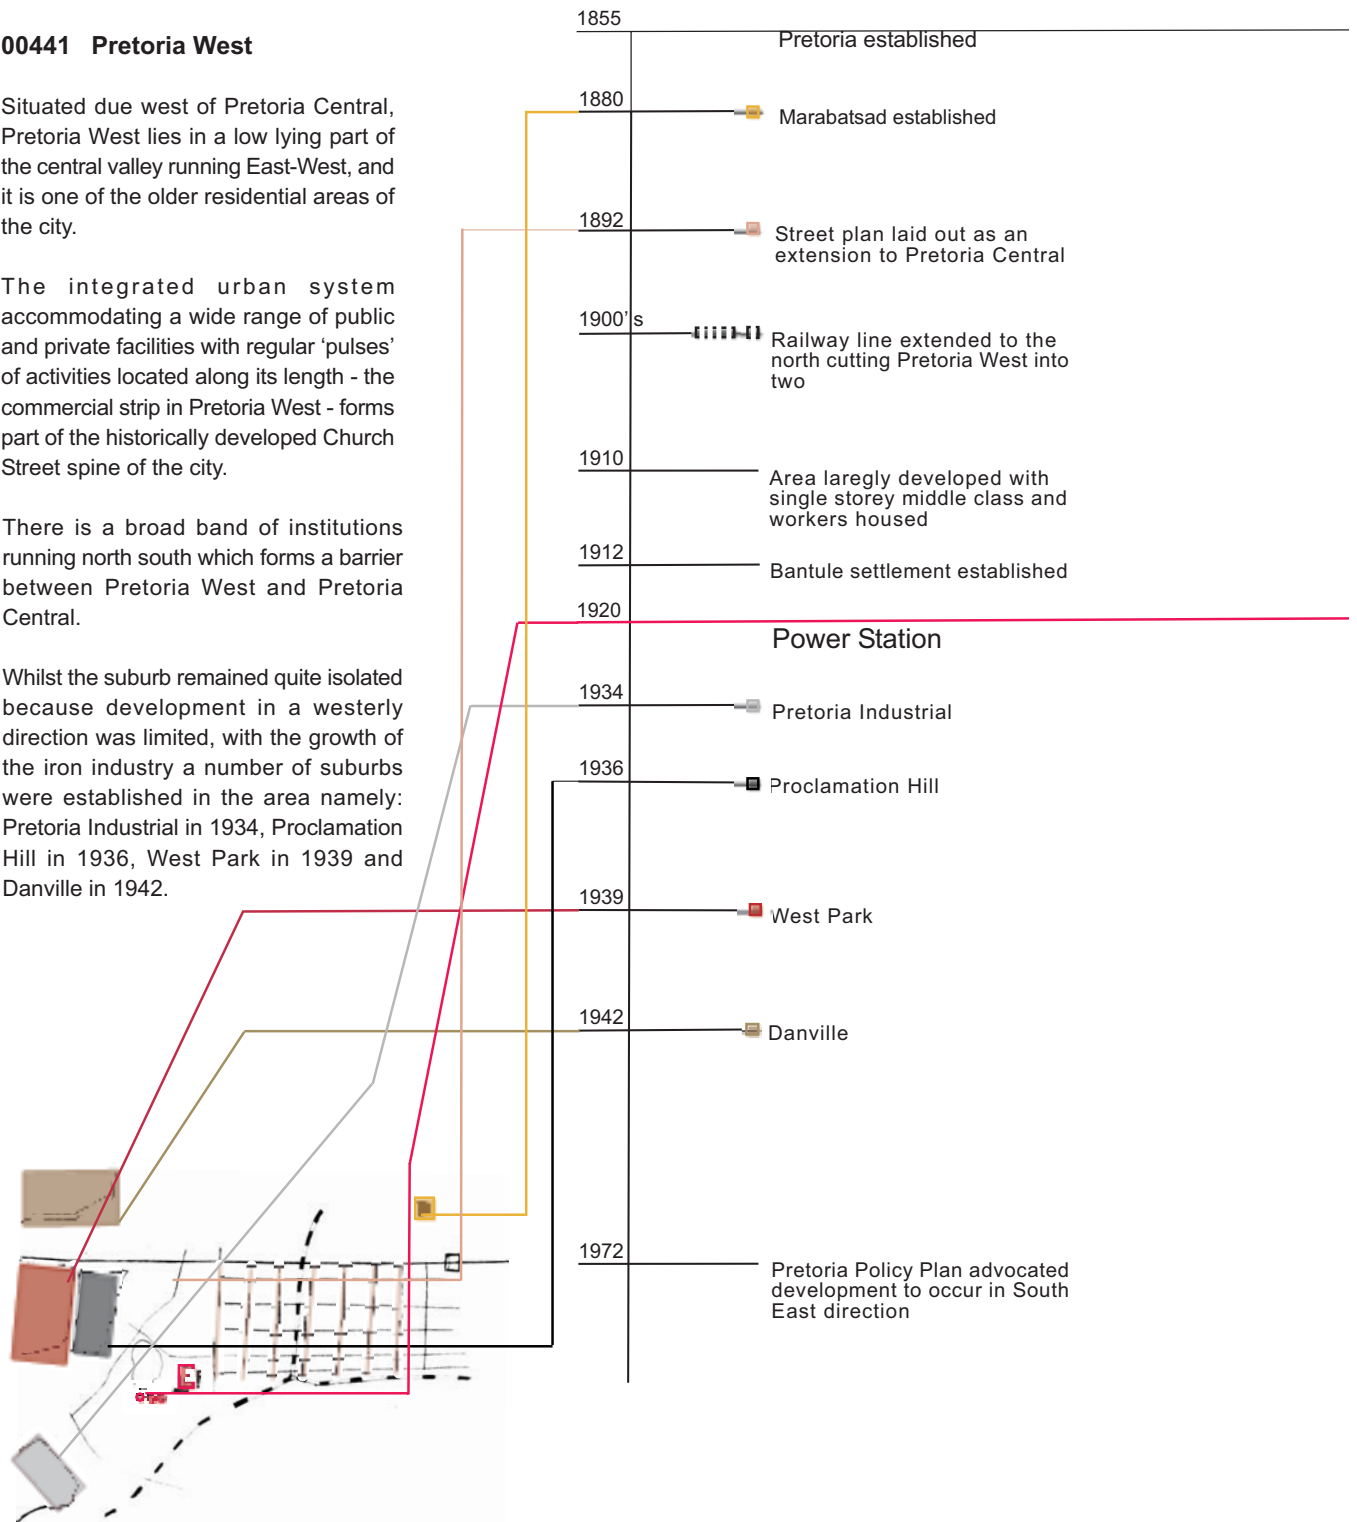 00441 Pretoria West
Situated due west of Pretoria Central,
Pretoria West lies in a low lying part of
the central valley running East-West, and
it is one of the older residential areas of
the city.
The integrated urban system
accommodating a wide range of public
and private facilities with regular ‘pulses’
of activities located along its length - the
commercial strip in Pretoria West - forms
part of the historically developed Church
Street spine of the city.
There is a broad band of institutions
running north south which forms a barrier
between Pretoria West and Pretoria
Central.
Whilst the suburb remained quite isolated
because development in a westerly
direction was limited, with the growth of
the iron industry a number of suburbs
were established in the area namely:
Pretoria Industrial in 1934, Proclamation
Hill in 1936, West Park in 1939 and
Danville in 1942.
1855
Pretoria established
1880
Marabatsad established
1892
Street plan laid out as an
extension to Pretoria Central
1900’s
Railway line extended to the
north cutting Pretoria West into
two
1910
Area laregly developed with
single storey middle class and
workers housed
1912
Bantule settlement established
1920
Power Station
1934
Pretoria Industrial
1936
Proclamation Hill
1939
West Park
1942
Danville
1972
Pretoria Policy Plan advocated
development to occur in South
East direction